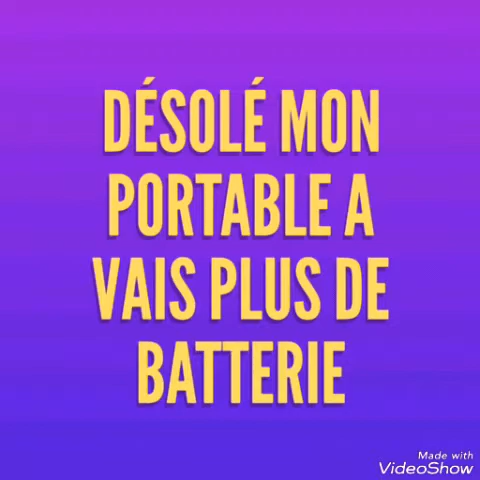 DÉSOLÉ MON
PORTABLE A
VAIS PLUS DE
BATTERIE
Made with
VideoShow